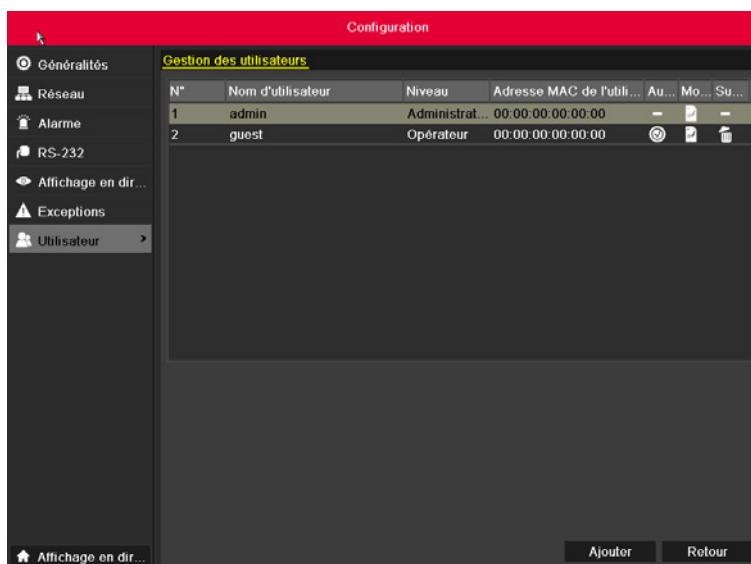 Configuration
Généralités
Réseau
Alarme
RS-232
Affichage en dir...
Exceptions
Utilisateur >
Affichage en dir...
Gestion des utilisateurs
N° Nom d'utilisateur Niveau Adresse MAC de l'utili... Au... Mo... Su...
1 admin Administrat... 00:00:00:00:00:00 –
2 guest Opérateur 00:00:00:00:00:00
Ajouter Retour